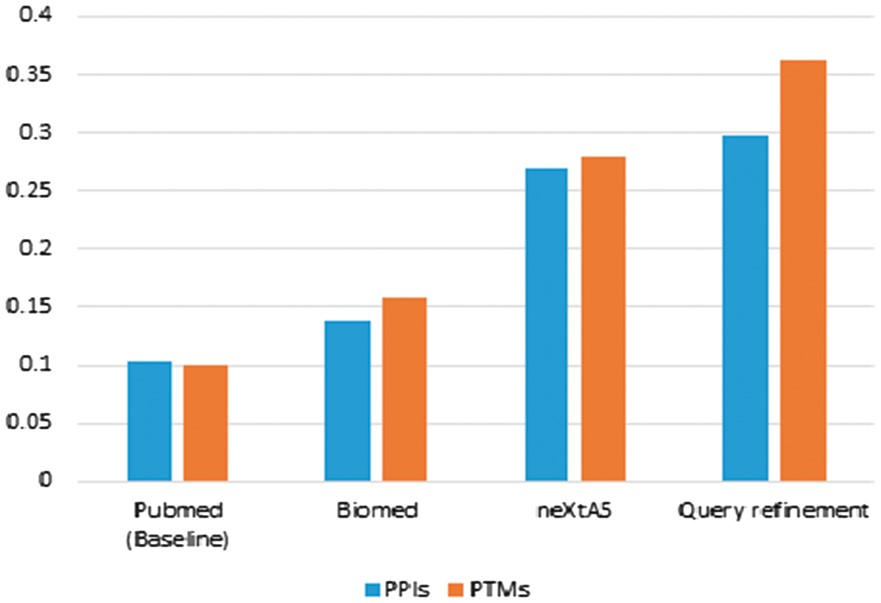 0.4
0.35
0.3
0.25
0.2
0.15
0.1
0.05
0
Pubmed (Baseline)
Biomed
neXtA5
Query refinement
PPIs PTMs